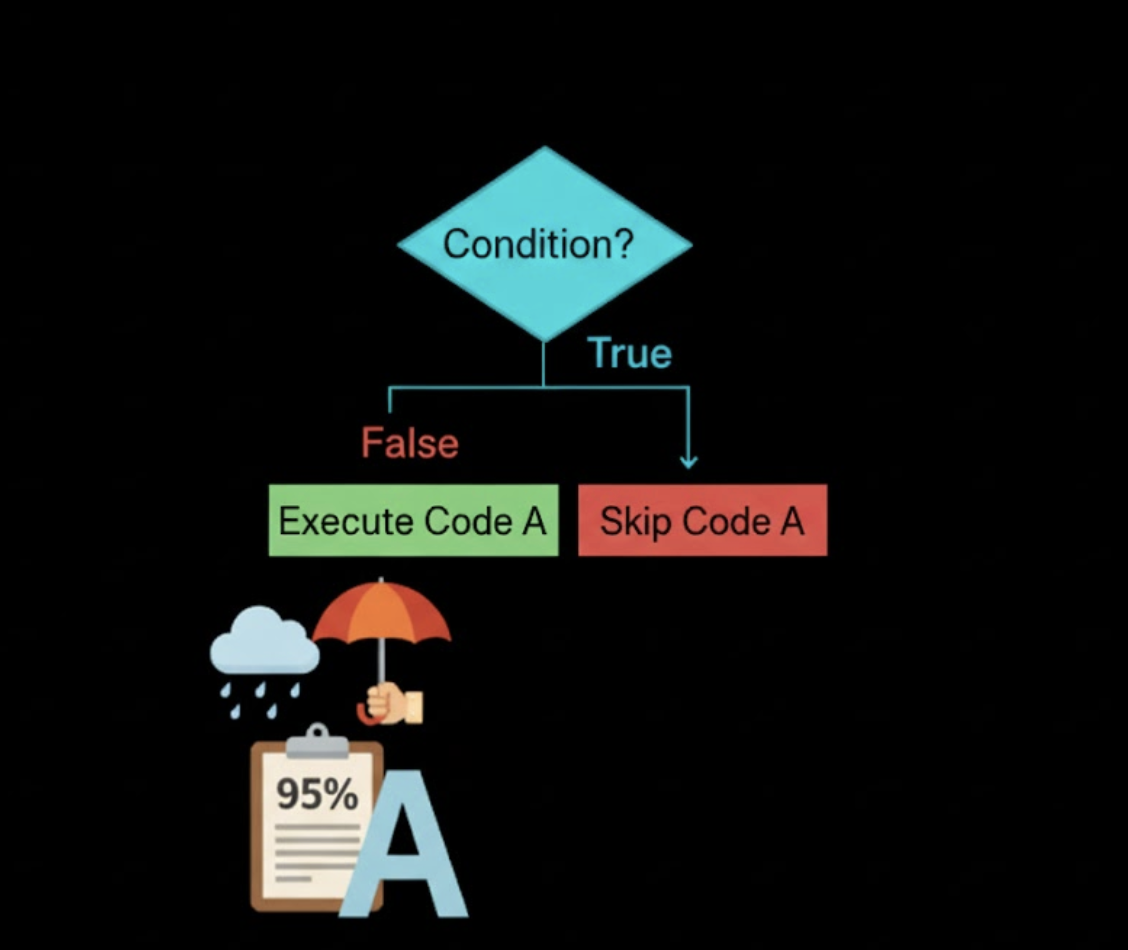 Condition?
True
False
Execute Code A
Skip Code A
95%
A